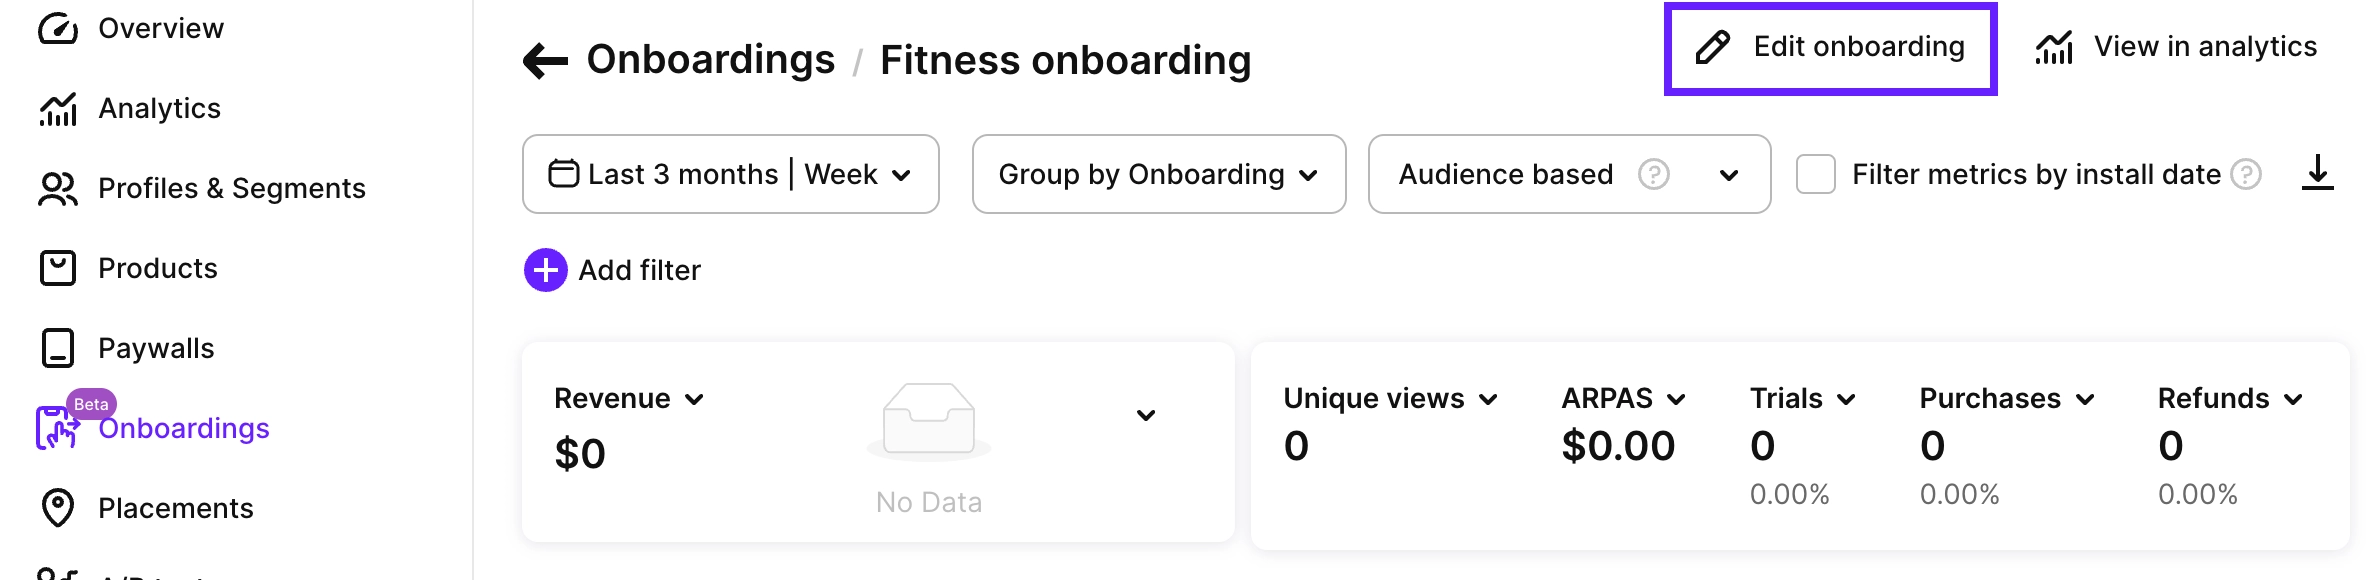 Overview
Analytics
Profiles & Segments
Products
Paywalls
Beta
Onboardings
Placements
Onboardings / Fitness onboarding
Edit onboarding
View in analytics
Last 3 months | Week
Group by Onboarding
Audience based ?
Filter metrics by install date ?
Add filter
Revenue
$0
No Data
Unique views
0
ARPAS
$0.00
Trials
0
0.00%
Purchases
0
0.00%
Refunds
0
0.00%